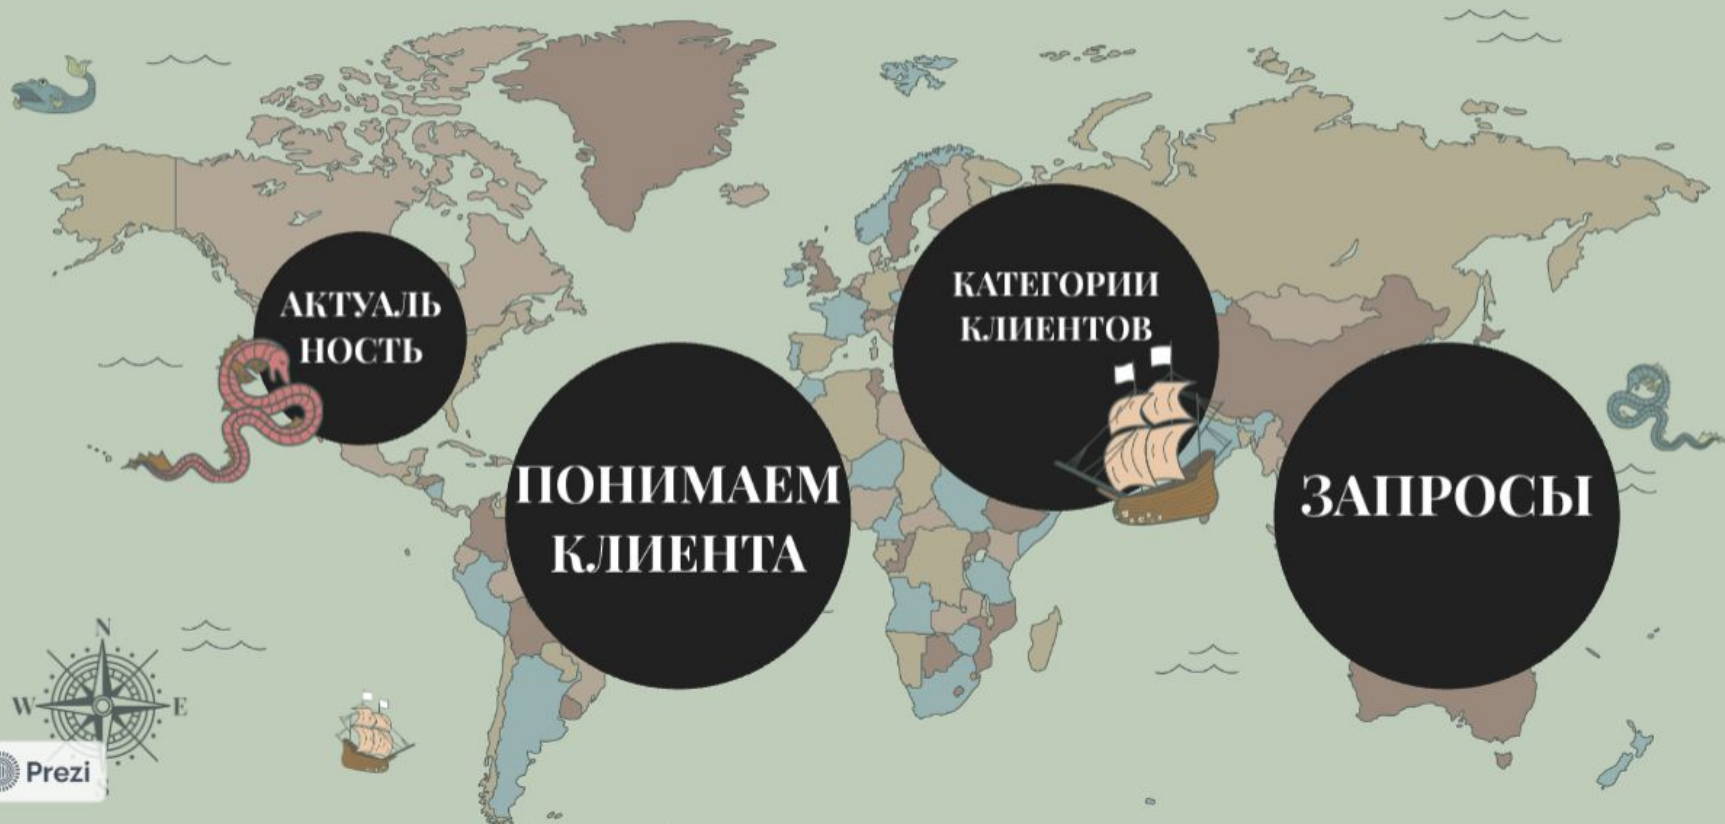 АКТУАЛЬ
НОСТЬ
ПОНИМАЕМ
КЛИЕНТА
КАТЕГОРИИ
КЛИЕНТОВ
ЗАПРОСЫ
N
W
E
S
Prezi